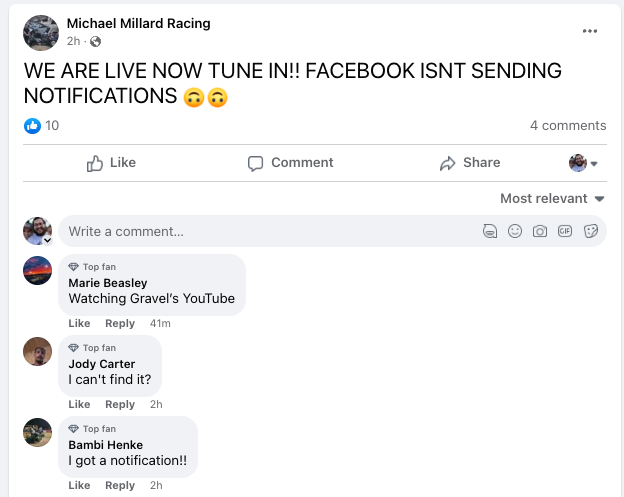 Michael Millard Racing
2h ·
WE ARE LIVE NOW TUNE IN!! FACEBOOK ISNT SENDING
NOTIFICATIONS 🙃🙃
10
4 comments
Like
Comment
Share
Most relevant
Write a comment...
GIF
Top fan
Marie Beasley
Watching Gravel's YouTube
Like Reply 41m
Top fan
Jody Carter
I can't find it?
Like Reply 2h
Top fan
Bambi Henke
I got a notification!!
Like Reply 2h